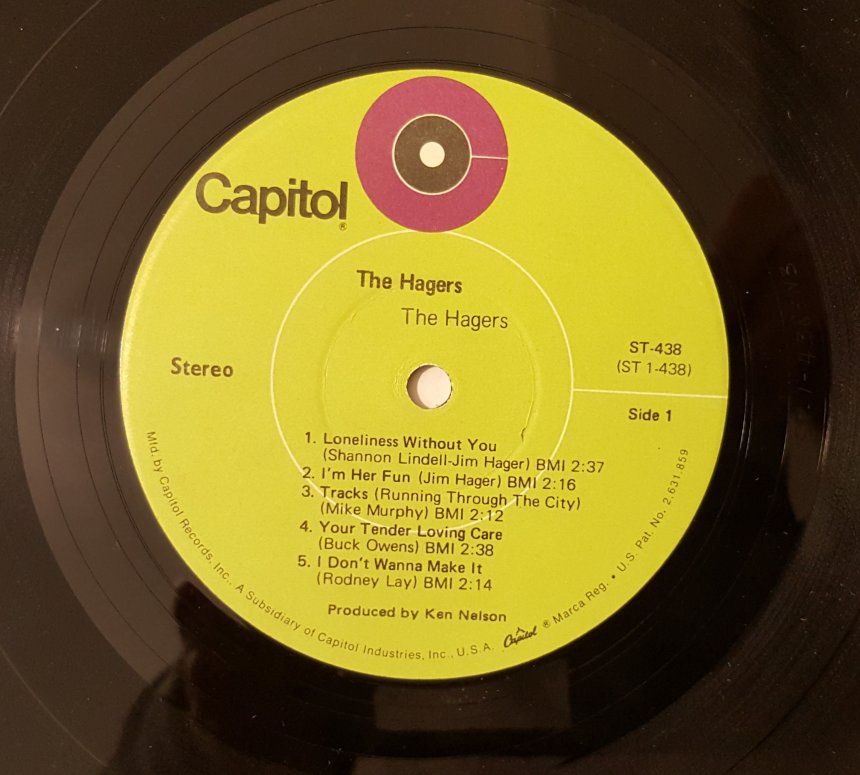 Capitol®
The Hagers
The Hagers
Stereo
ST-438
(ST 1-438)
Side 1
1. Loneliness Without You
(Shannon Lindell-Jim Hager) BMI 2:37
2. I'm Her Fun (Jim Hager) BMI 2:16
3. Tracks (Running Through The City)
(Mike Murphy) BMI 2:12
4. Your Tender Loving Care
(Buck Owens) BMI 2:38
5. I Don't Wanna Make It
(Rodney Lay) BMI 2:14
Produced by Ken Nelson
Mfd. by Capitol Records, Inc., A Subsidiary of Capitol Industries, Inc., U.S.A. Capitol ® Marca Reg. • U.S. Pat. No. 2,631,859